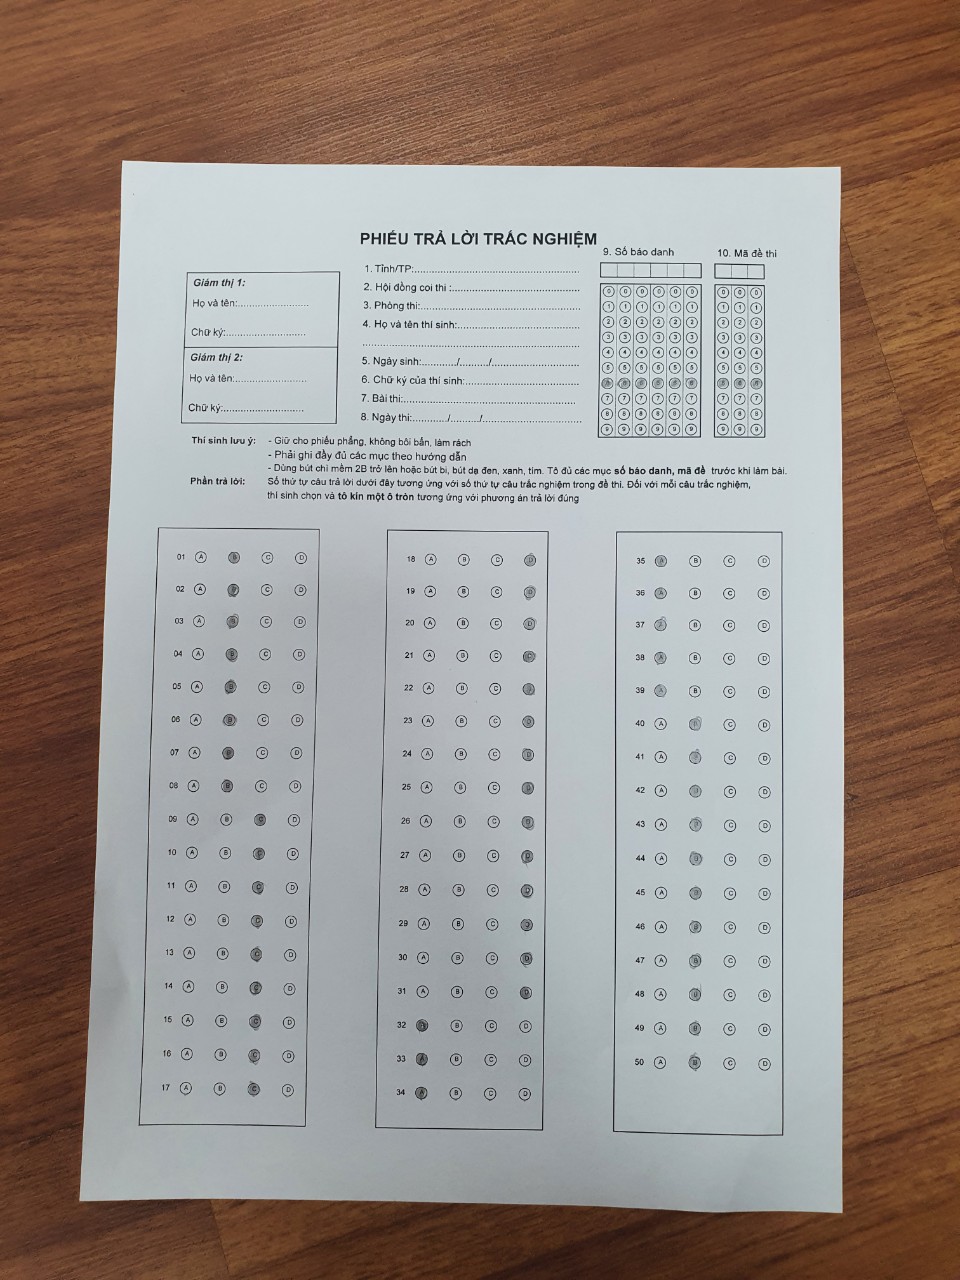 PHIẾU TRẢ LỜI TRẮC NGHIỆM
Giám thị 1:
Họ và tên:....................
Chữ ký:.......................
Giám thị 2:
Họ và tên:....................
Chữ ký:.......................
1. Tỉnh/TP:..............................................
2. Hội đồng coi thi :....................................
3. Phòng thi:............................................
4. Họ và tên thí sinh:...................................
.........................................................
5. Ngày sinh:........../........./........................
6. Chữ ký của thí sinh:..................................
7. Bài thi:..............................................
8. Ngày thi:........../........./.........................
9. Số báo danh
0 0 0 0 0 0
1 1 1 1 1 1
2 2 2 2 2 2
3 3 3 3 3 3
4 4 4 4 4 4
5 5 5 5 5 5
6 6 6 6 6 6
7 7 7 7 7 7
8 8 8 8 8 8
9 9 9 9 9 9
10. Mã đề thi
0 0 0
1 1 1
2 2 2
3 3 3
4 4 4
5 5 5
6 6 6
7 7 7
8 8 8
9 9 9
Thí sinh lưu ý: - Giữ cho phiếu phẳng, không bôi bẩn, làm rách
- Phải ghi đầy đủ các mục theo hướng dẫn
- Dùng bút chì mềm 2B trở lên hoặc bút bi, bút dạ đen, xanh, tím. Tô đủ các mục số báo danh, mã đề trước khi làm bài.
Phần trả lời: Số thứ tự câu trả lời dưới đây tương ứng với số thứ tự câu trắc nghiệm trong đề thi. Đối với mỗi câu trắc nghiệm,
thí sinh chọn và tô kín một ô tròn tương ứng với phương án trả lời đúng
01 A B C D
02 A B C D
03 A B C D
04 A B C D
05 A B C D
06 A B C D
07 A B C D
08 A B C D
09 A B C D
10 A B C D
11 A B C D
12 A B C D
13 A B C D
14 A B C D
15 A B C D
16 A B C D
17 A B C D
18 A B C D
19 A B C D
20 A B C D
21 A B C D
22 A B C D
23 A B C D
24 A B C D
25 A B C D
26 A B C D
27 A B C D
28 A B C D
29 A B C D
30 A B C D
31 A B C D
32 A B C D
33 A B C D
34 A B C D
35 A B C D
36 A B C D
37 A B C D
38 A B C D
39 A B C D
40 A B C D
41 A B C D
42 A B C D
43 A B C D
44 A B C D
45 A B C D
46 A B C D
47 A B C D
48 A B C D
49 A B C D
50 A B C D